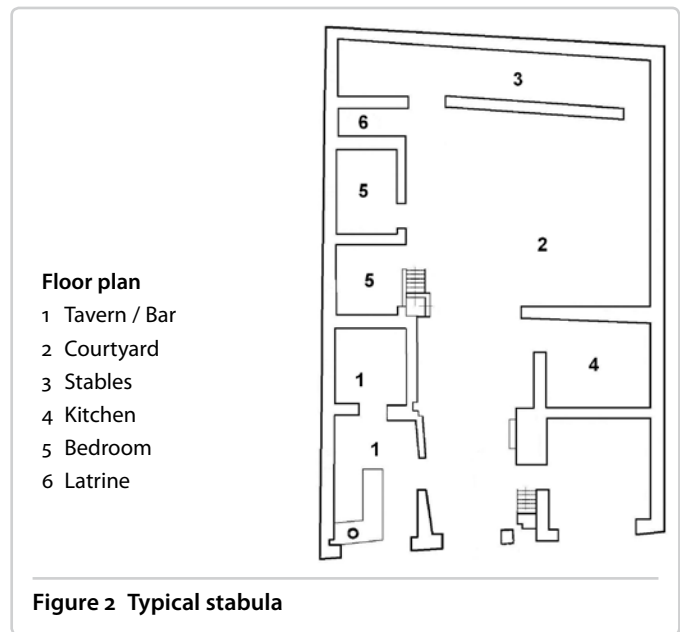 3
6
5
2
5
4
1
1
Floor plan
1 Tavern / Bar
2 Courtyard
3 Stables
4 Kitchen
5 Bedroom
6 Latrine
Figure 2 Typical stabula